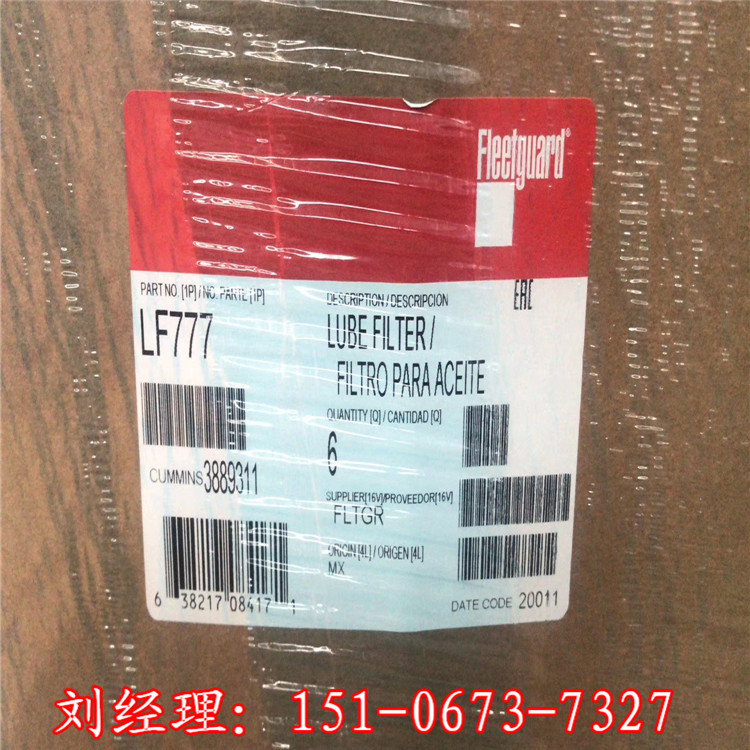 Fleetguard®
PART NO. [1P] / NO. PARTE [1P]
LF777
DESCRIPTION / DESCRIPCION
EAC
LUBE FILTER /
FILTRO PARA ACEITE
QUANTITY [Q] / CANTIDAD [Q]
6
CUMMINS 3889311
SUPPLIER[16V]/PROVEEDOR[16V]
FLTGR
ORIGIN [4L] / ORIGEN [4L]
MX
6 38217 08417 1
DATE CODE 20011
刘经理：151-0673-7327